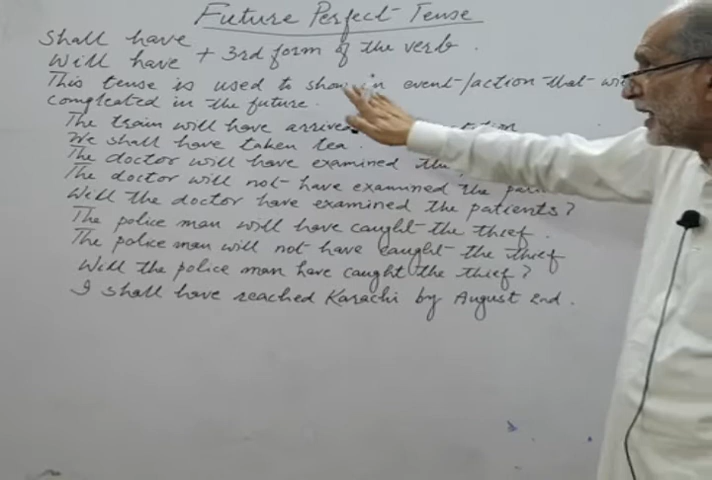 Future Perfect Tense
Shall have
Will have + 3rd form of the verb.
This tense is used to show in event/action that
compleated in the future.
The train will have arrived
We shall have taken tea.
The doctor will have examined the
The doctor will not have examined the
Will the doctor have examined the patients?
The police man will have caught the thief.
The police man will not have caught the thief
Will the police man have caught the thief?
I shall have reached Karachi by August 2nd.